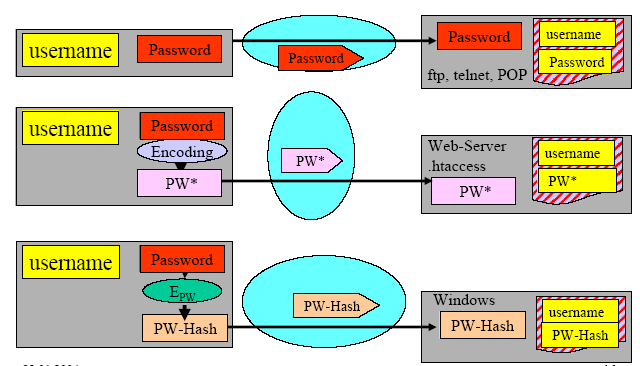 username
Password
Password
Password
username
Password
ftp, telnet, POP
username
Password
Encoding
PW*
PW*
Web-Server
.htaccess
PW*
username
PW*
username
Password
EPW
PW-Hash
PW-Hash
Windows
PW-Hash
username
PW-Hash